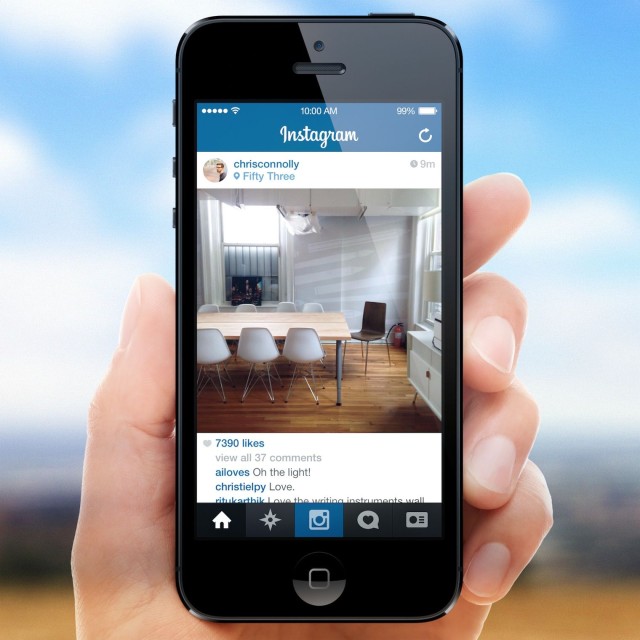 10:00 AM 99%
Instagram
chrisconnolly 9m
Fifty Three
7390 likes
view all 37 comments
ailoves Oh the light!
christielpy Love.
ritukarthik Love the writing instruments wall